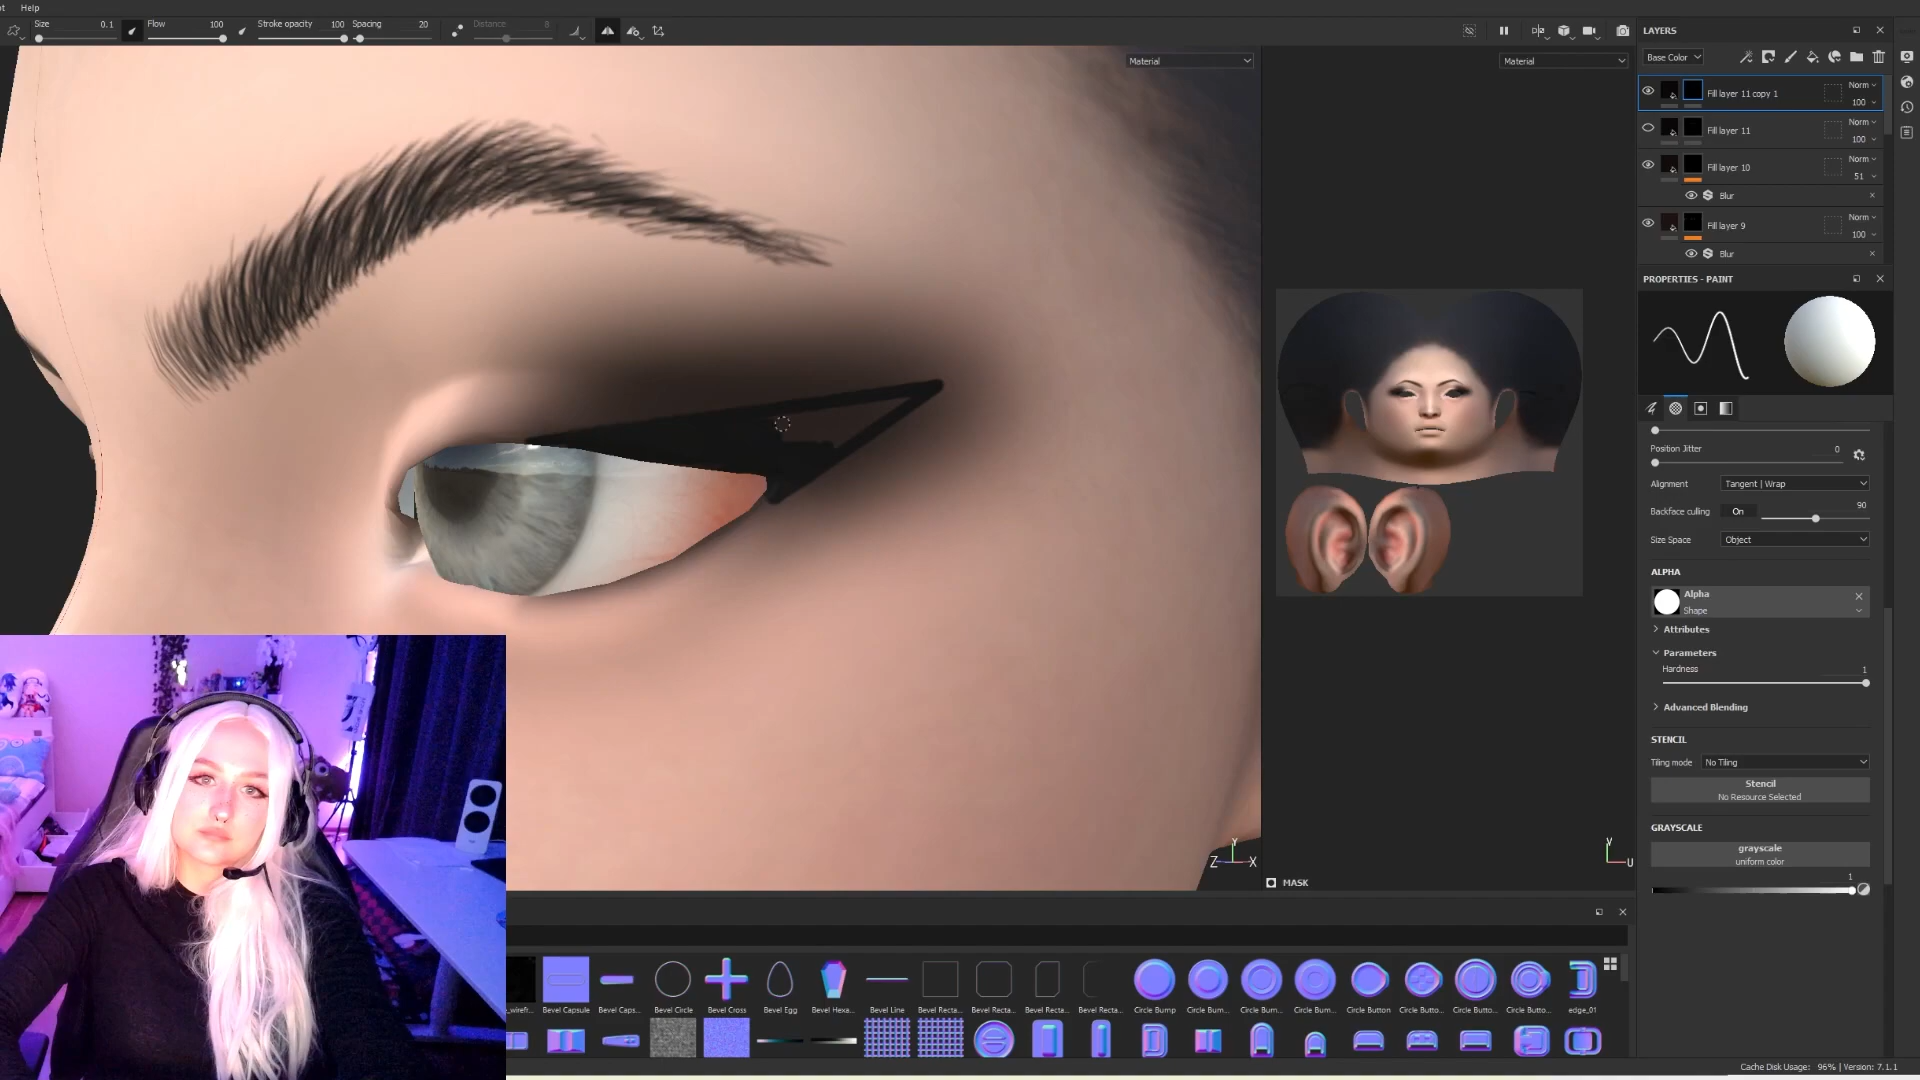 Help
Size 0.1
Flow 100
Stroke opacity 100
Spacing 20
Distance 8
Material
Material
LAYERS
Base Color
Fill layer 11 copy 1
Norm
100
Fill layer 11
Norm
100
Fill layer 10
Norm
51
Blur
Fill layer 9
Norm
100
Blur
PROPERTIES - PAINT
Position Jitter 0
Alignment Tangent | Wrap
Backface culling On 90
Size Space Object
ALPHA
Alpha
Shape
Attributes
Parameters
Hardness 1
Advanced Blending
STENCIL
Tiling mode No Tiling
Stencil
No Resource Selected
GRAYSCALE
grayscale
uniform color
1
Y
Z X
V
U
MASK
_wirefr... Bevel Capsule Bevel Caps... Bevel Circle Bevel Cross Bevel Egg Bevel Hexa... Bevel Line Bevel Recta... Bevel Recta... Bevel Recta... Bevel Recta... Circle Bump Circle Bum... Circle Bum... Circle Bum... Circle Button Circle Butto... Circle Butto... Circle Butto... edge_01
Cache Disk Usage: 96% | Version: 7.1.1